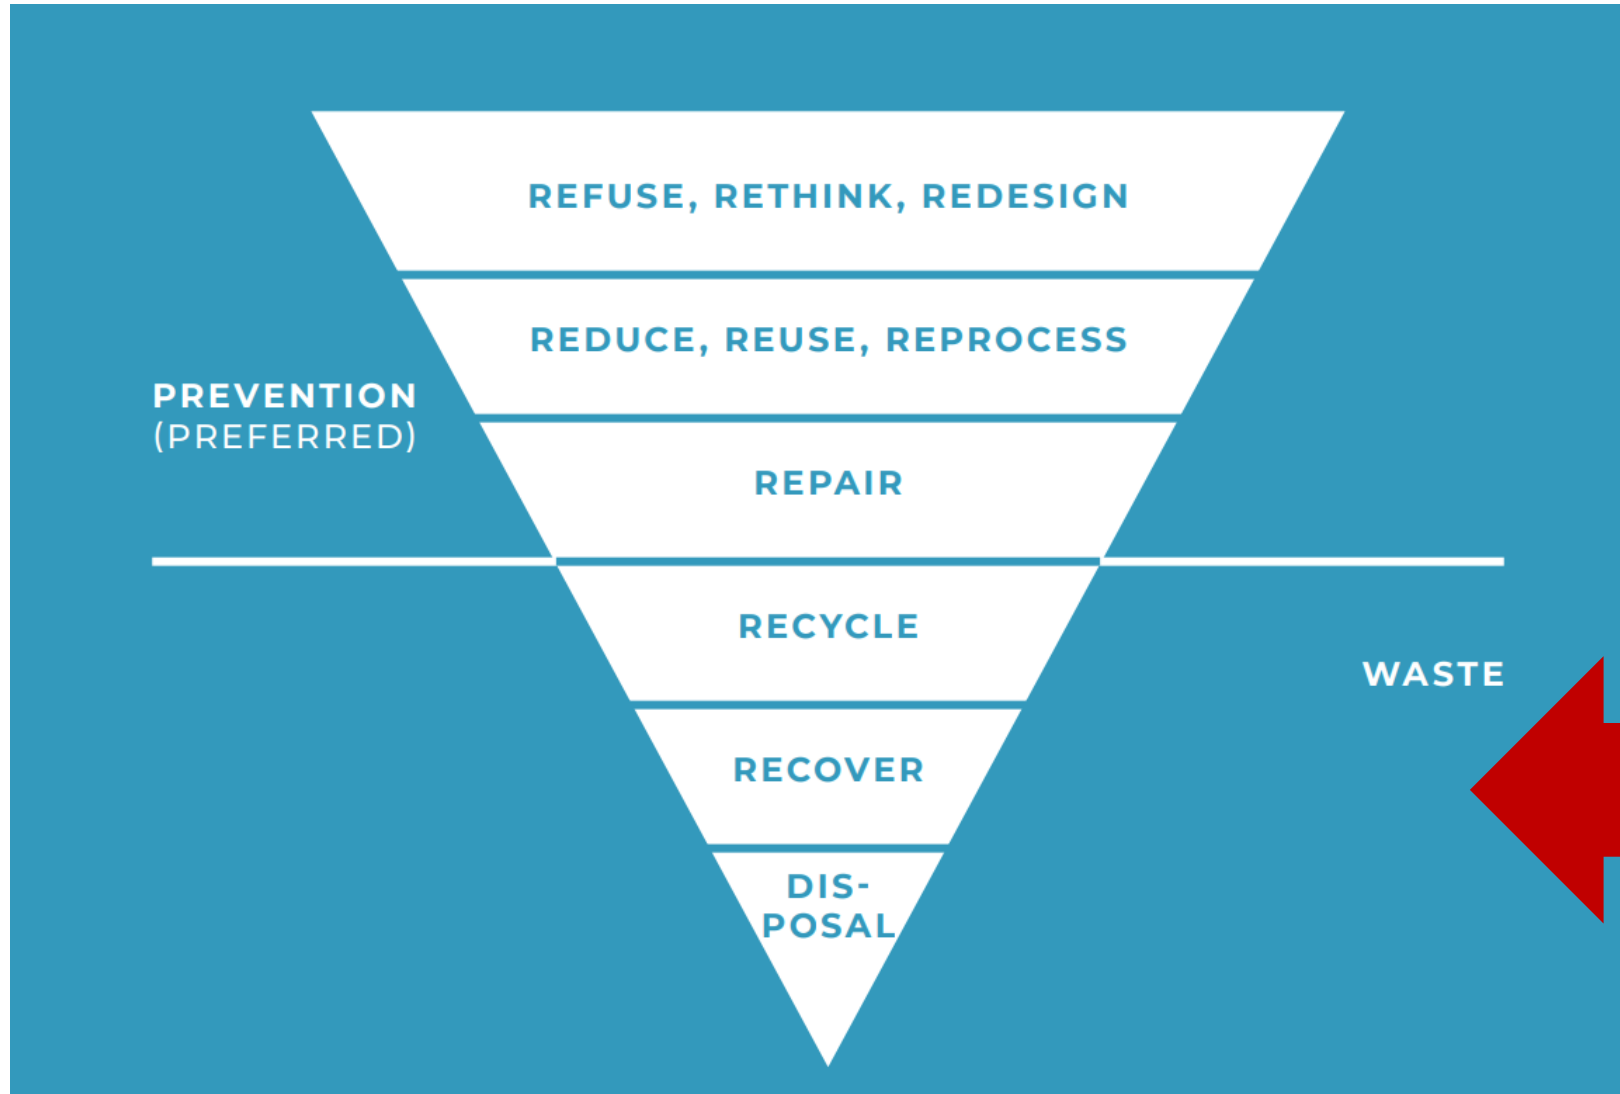 REFUSE, RETHINK, REDESIGN
REDUCE, REUSE, REPROCESS
PREVENTION
(PREFERRED)
REPAIR
RECYCLE
WASTE
RECOVER
DIS-
POSAL